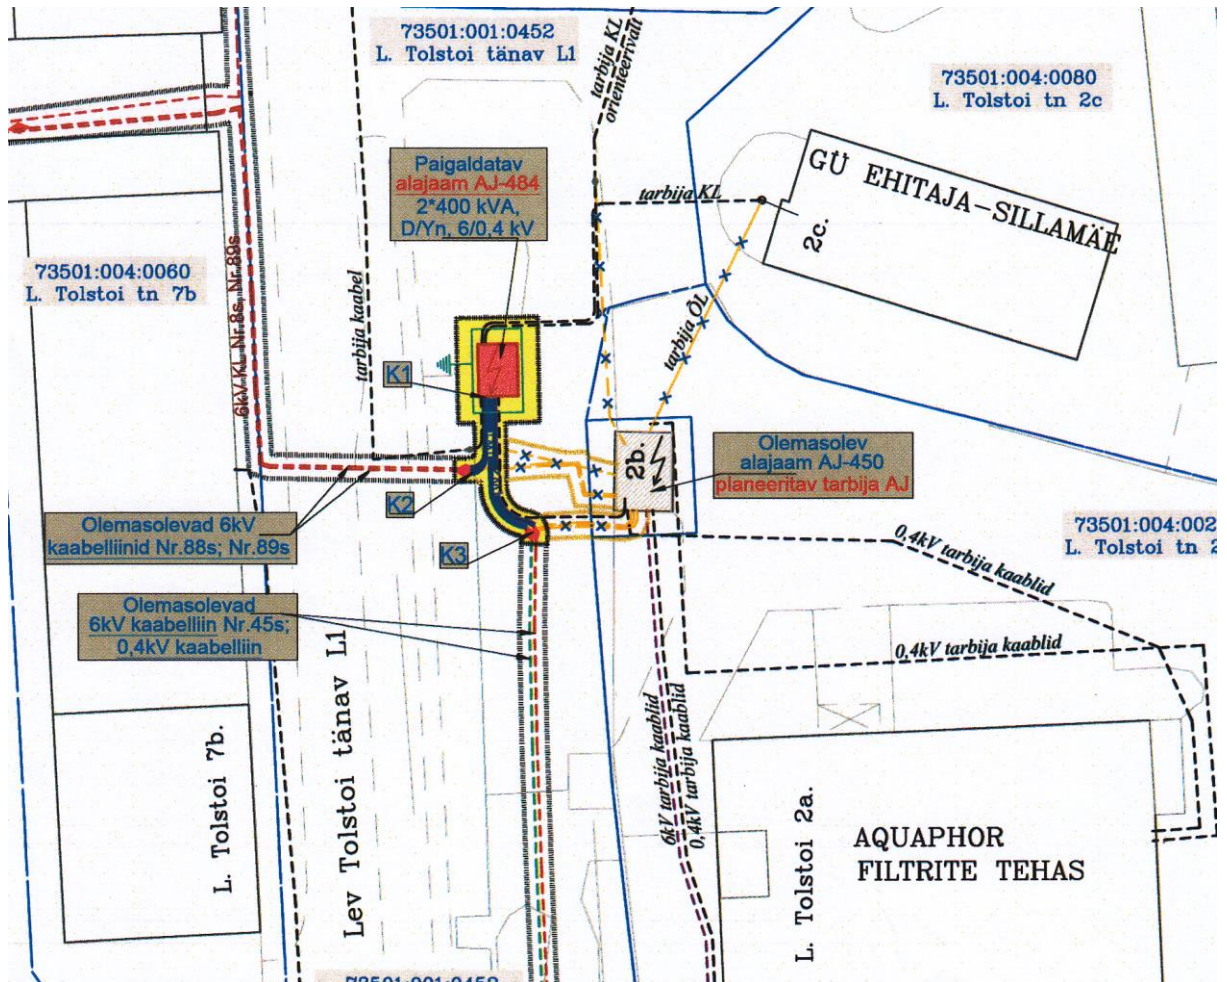 73501:001:0452
L. Tolstoi tänav L1
tarbija KL
orienteeruvalt
73501:004:0080
L. Tolstoi tn 2c
Paigaldatav
alajaam AJ-484
2*400 kVA,
D/Yn, 6/0,4 kV
GÜ EHITAJA-SILLAMÄE
2c.
tarbija KL
73501:004:0060
L. Tolstoi tn 7b
6kV KL Nr.88s, Nr.89s
tarbija kaabel
tarbija ÕL
K1
2b.
Olemasolev
alajaam AJ-450
planeeritav tarbija AJ
K2
Olemasolevad 6kV
kaabelliinid Nr.88s; Nr.89s
K3
73501:004:002
L. Tolstoi tn 2
0.4kV tarbija kaablid
Olemasolevad
6kV kaabelliin Nr.45s;
0,4kV kaabelliin
0.4kV tarbija kaablid
Lev Tolstoi tänav L1
L. Tolstoi 7b.
6kV tarbija kaablid
0,4kV tarbija kaablid
L. Tolstoi 2a.
AQUAPHOR
FILTRITE TEHAS